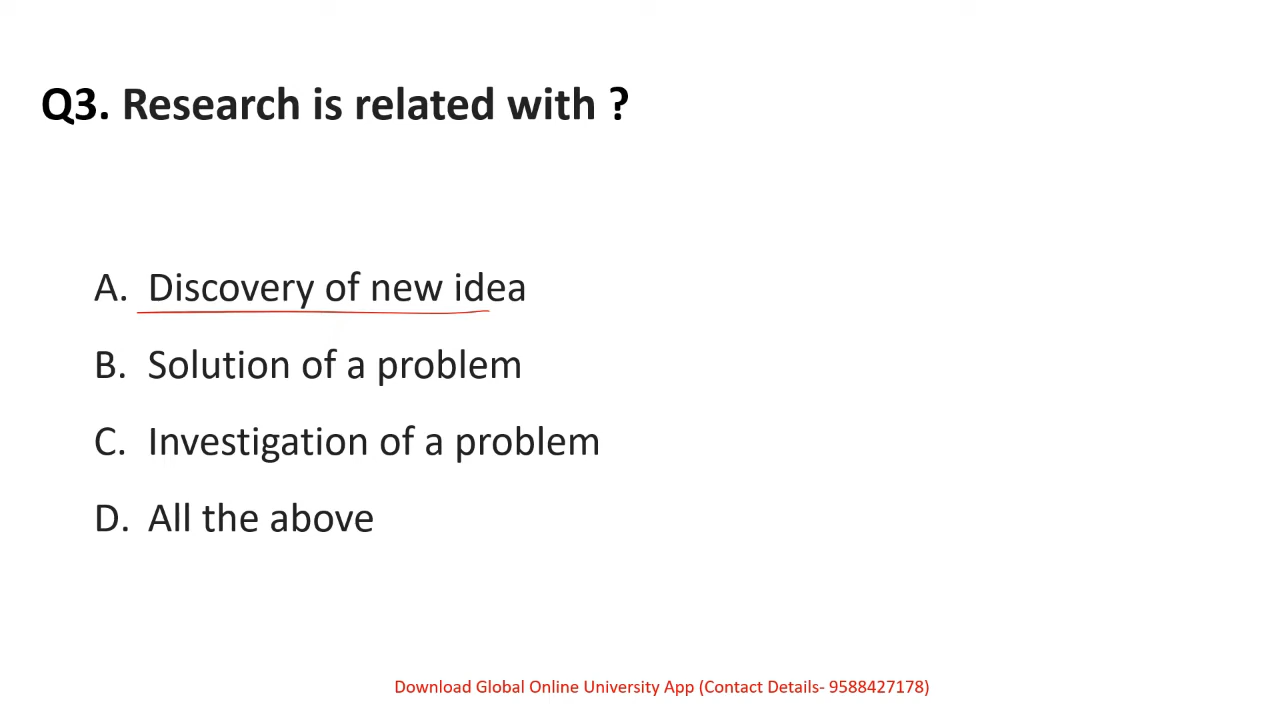 Q3. Research is related with ?
A. Discovery of new idea
B. Solution of a problem
C. Investigation of a problem
D. All the above
Download Global Online University App (Contact Details- 9588427178)